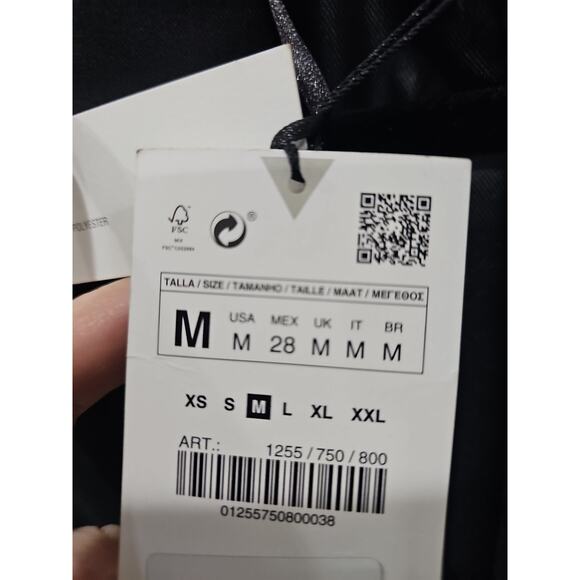 POLYESTER
FSC
MIX
®
TALLA / SIZE / TAMANHO / TAILLE / MAAT / ΜΕΓΕΘΟΣ
M
USA MEX UK IT BR
M 28 M M M
XS S M L XL XXL
ART.: 1255 / 750 / 800
01255750800038